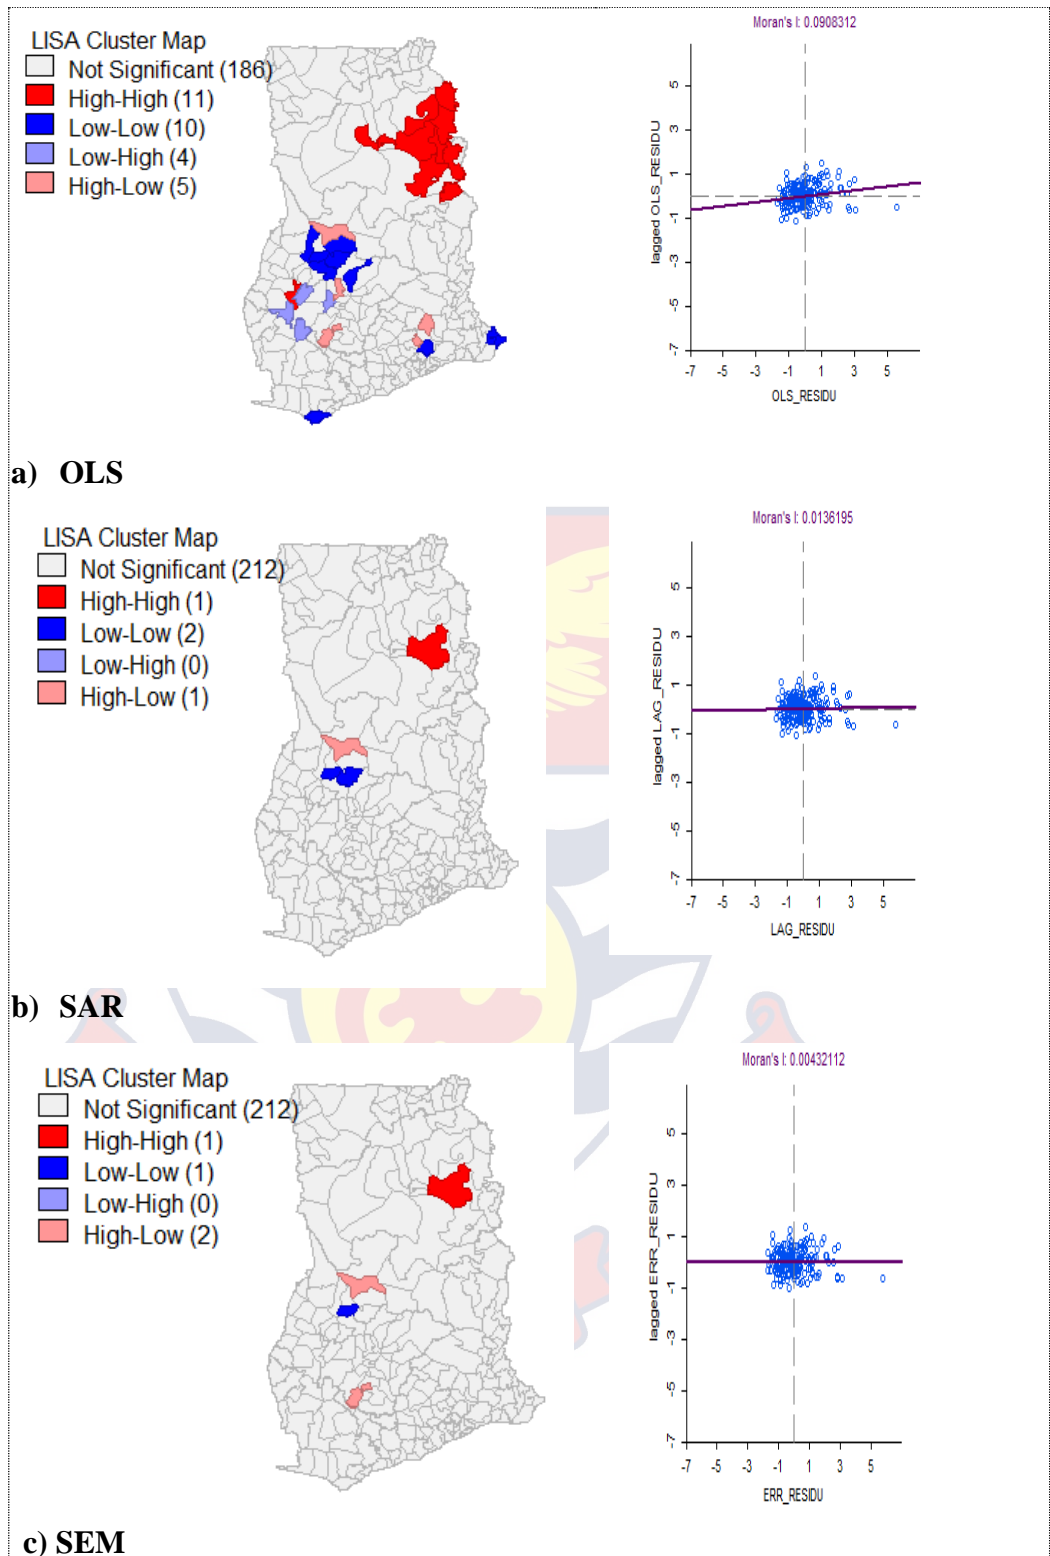 LISA Cluster Map
Not Significant (186)
High-High (11)
Low-Low (10)
Low-High (4)
High-Low (5)
Moran's I: 0.0908312
lagged OLS_RESIDU
5
3
1
-1
-3
-5
-7
-7 -5 -3 -1 1 3 5
OLS_RESIDU
a) OLS
LISA Cluster Map
Not Significant (212)
High-High (1)
Low-Low (2)
Low-High (0)
High-Low (1)
Moran's I: 0.0136195
lagged LAG_RESIDU
5
3
1
-1
-3
-5
-7
-7 -5 -3 -1 1 3 5
LAG_RESIDU
b) SAR
LISA Cluster Map
Not Significant (212)
High-High (1)
Low-Low (1)
Low-High (0)
High-Low (2)
Moran's I: 0.00432112
lagged ERR_RESIDU
5
3
1
-1
-3
-5
-7
-7 -5 -3 -1 1 3 5
ERR_RESIDU
c) SEM